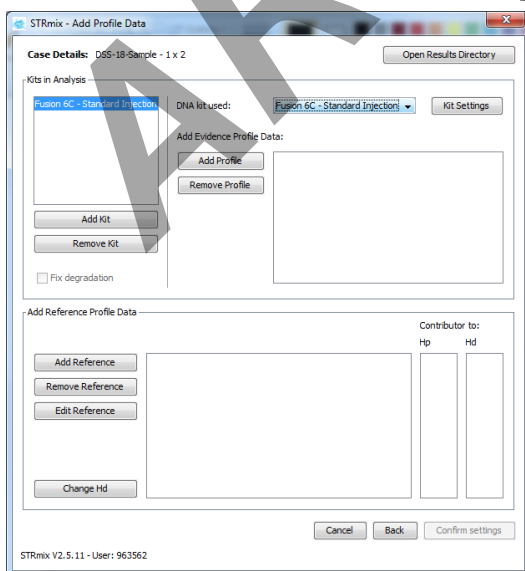 STRmix - Add Profile Data
Case Details: DSS-18-Sample - 1 x 2
Open Results Directory
Kits in Analysis
Fusion 6C - Standard Injection
DNA kit used:
Fusion 6C - Standard Injection
Kit Settings
Add Evidence Profile Data:
Add Profile
Remove Profile
Add Kit
Remove Kit
Fix degradation
Add Reference Profile Data
Contributor to:
Hp Hd
Add Reference
Remove Reference
Edit Reference
Change Hd
Cancel Back Confirm settings
STRmix V2.5.11 - User: 963562